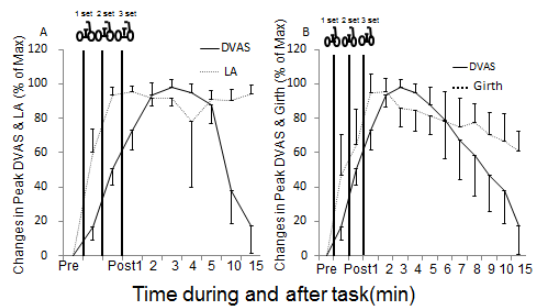 1 set 2 set 3 set
A
DVAS
LA
Changes in Peak DVAS & LA (% of Max)
120
100
80
60
40
20
0
Pre Post1 2 3 4 5 10 15
1 set 2 set 3 set
B
DVAS
Girth
Changes in Peak DVAS & Girth (% of Max)
120
100
80
60
40
20
0
Pre Post1 2 3 4 5 6 7 8 9 10 15
Time during and after task(min)